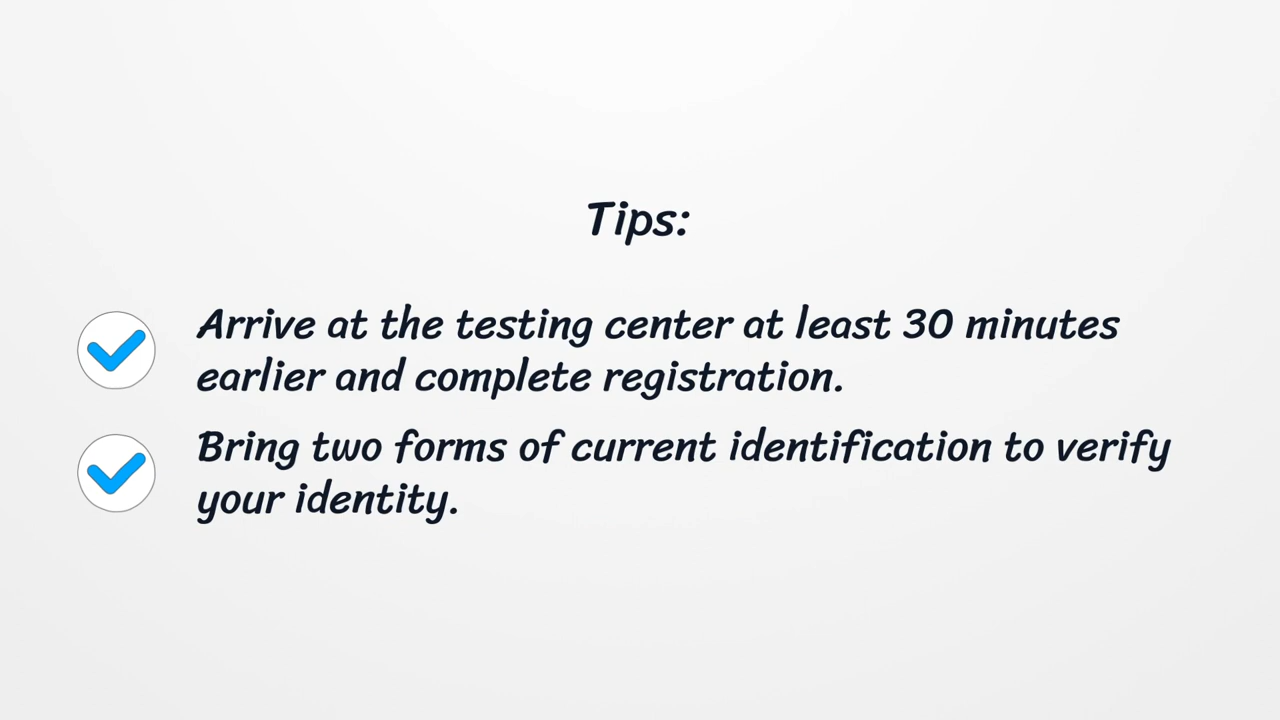 Tips:
Arrive at the testing center at least 30 minutes
earlier and complete registration.
Bring two forms of current identification to verify
your identity.